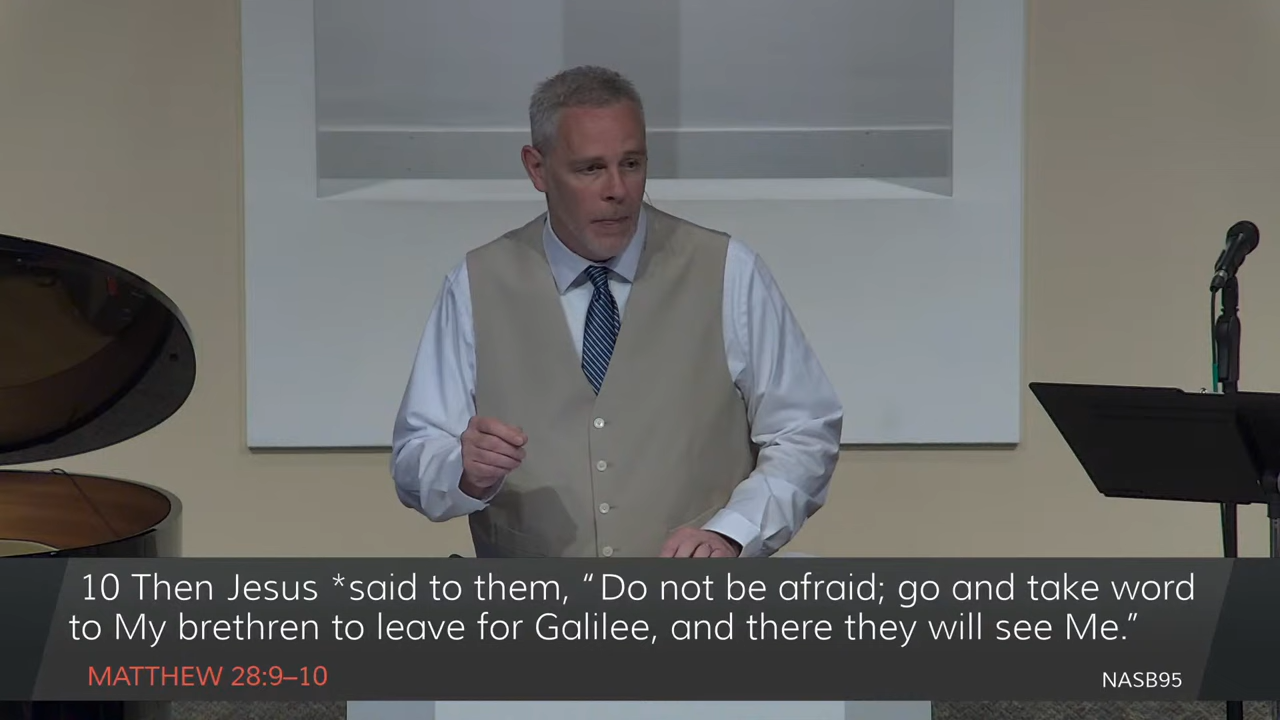 10 Then Jesus *said to them, “Do not be afraid; go and take word
to My brethren to leave for Galilee, and there they will see Me.”
MATTHEW 28:9–10
NASB95